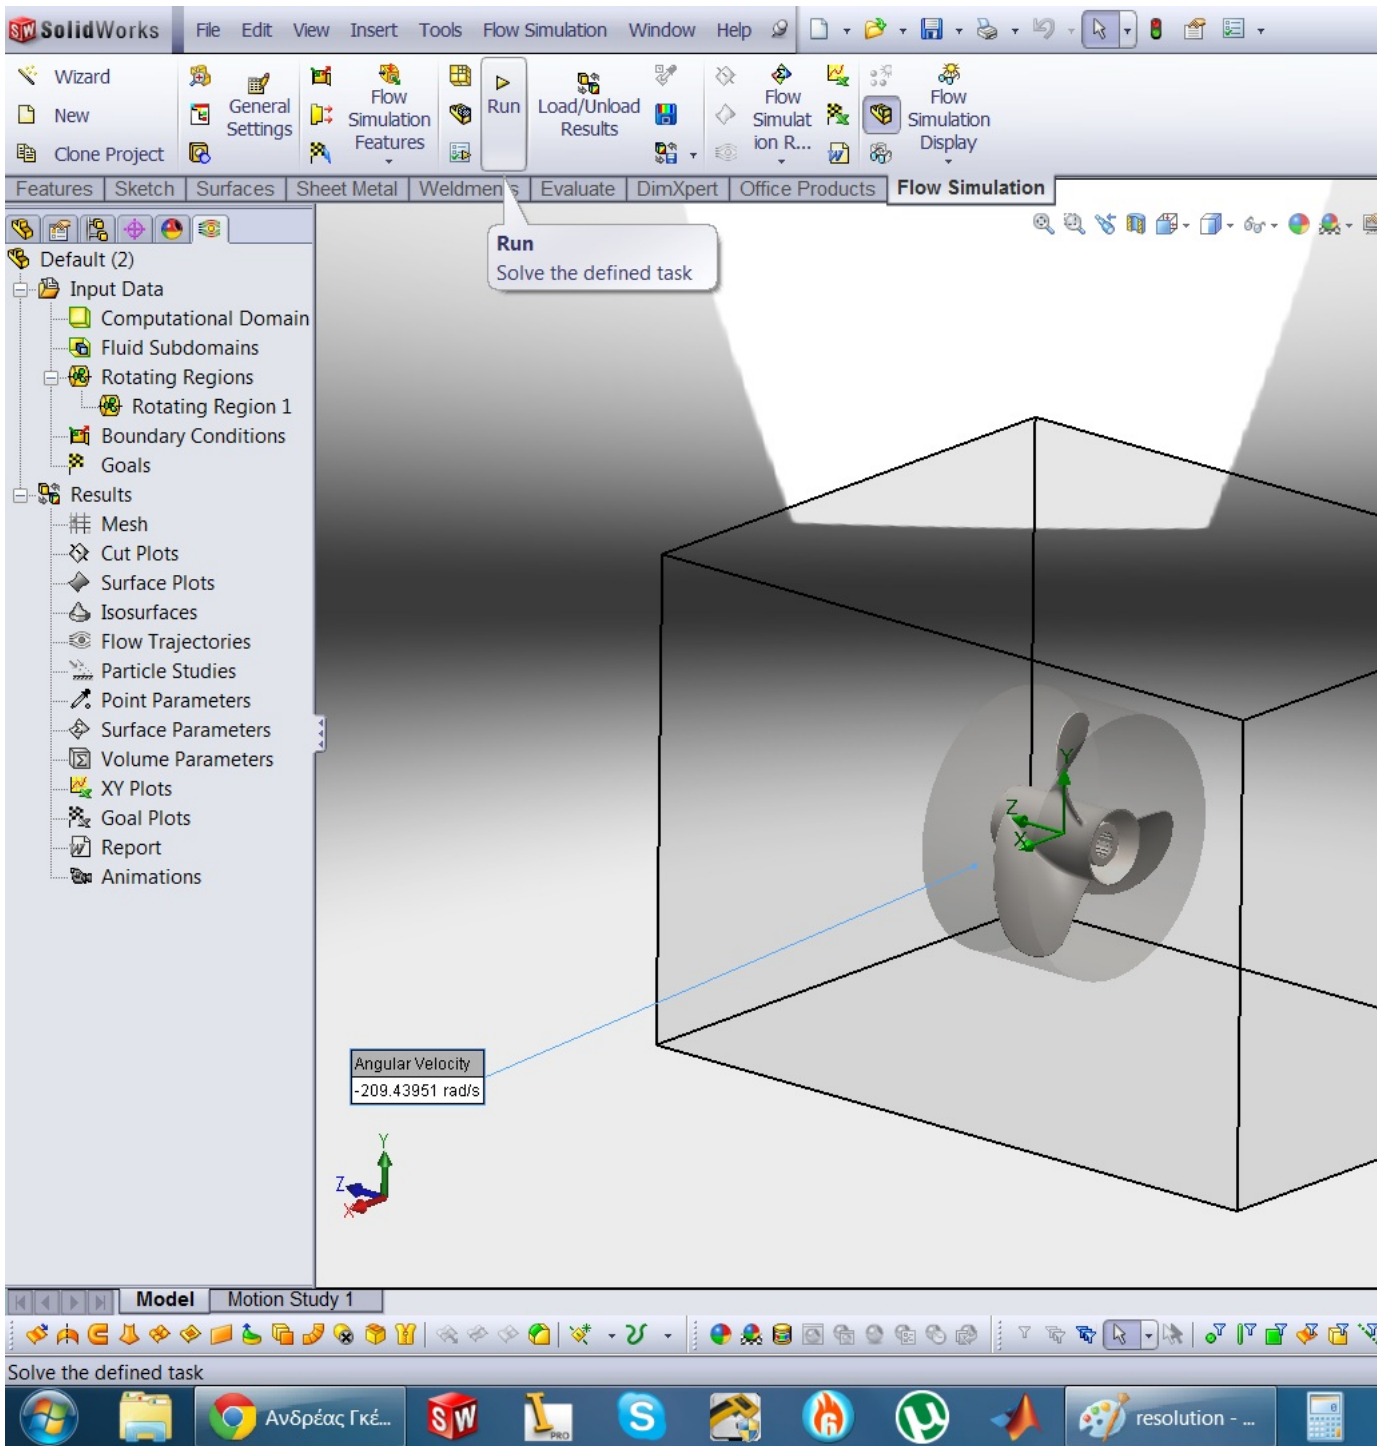 SolidWorks File Edit View Insert Tools Flow Simulation Window Help
Wizard
New
Clone Project
General
Settings
Flow
Simulation
Features
Run
Load/Unload
Results
Flow
Simulat
ion R...
Flow
Simulation
Display
Features Sketch Surfaces Sheet Metal Weldments Evaluate DimXpert Office Products Flow Simulation
Run
Solve the defined task
Default (2)
Input Data
Computational Domain
Fluid Subdomains
Rotating Regions
Rotating Region 1
Boundary Conditions
Goals
Results
Mesh
Cut Plots
Surface Plots
Isosurfaces
Flow Trajectories
Particle Studies
Point Parameters
Surface Parameters
Volume Parameters
XY Plots
Goal Plots
Report
Animations
Y
Z
X
Angular Velocity
-209.43951 rad/s
Y
Z
X
Model Motion Study 1
Solve the defined task
Ανδρέας Γκέ... SW PRO S 6 µ resolution - ...